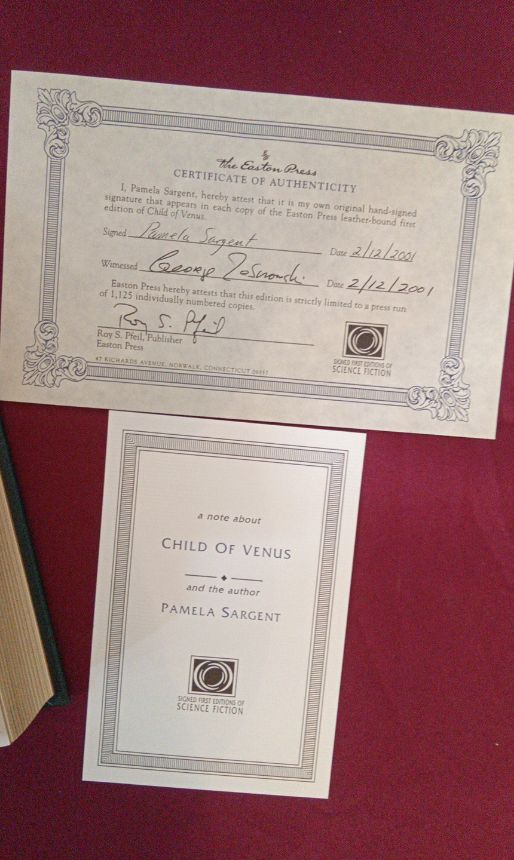 the Easton Press
CERTIFICATE OF AUTHENTICITY
I, Pamela Sargent, hereby attest that it is my own original hand-signed
signature that appears in each copy of the Easton Press leather-bound first
edition of Child of Venus.
Signed Pamela Sargent Date 2/12/2001
Witnessed George Date 2/12/2001
Easton Press hereby attests that this edition is strictly limited to a press run
of 1,125 individually numbered copies.
Roy S. Pfeil
Roy S. Pfeil, Publisher
Easton Press
47 RICHARDS AVENUE, NORWALK, CONNECTICUT 06857
SIGNED FIRST EDITIONS OF
SCIENCE FICTION
a note about
CHILD OF VENUS
and the author
PAMELA SARGENT
SIGNED FIRST EDITIONS OF
SCIENCE FICTION